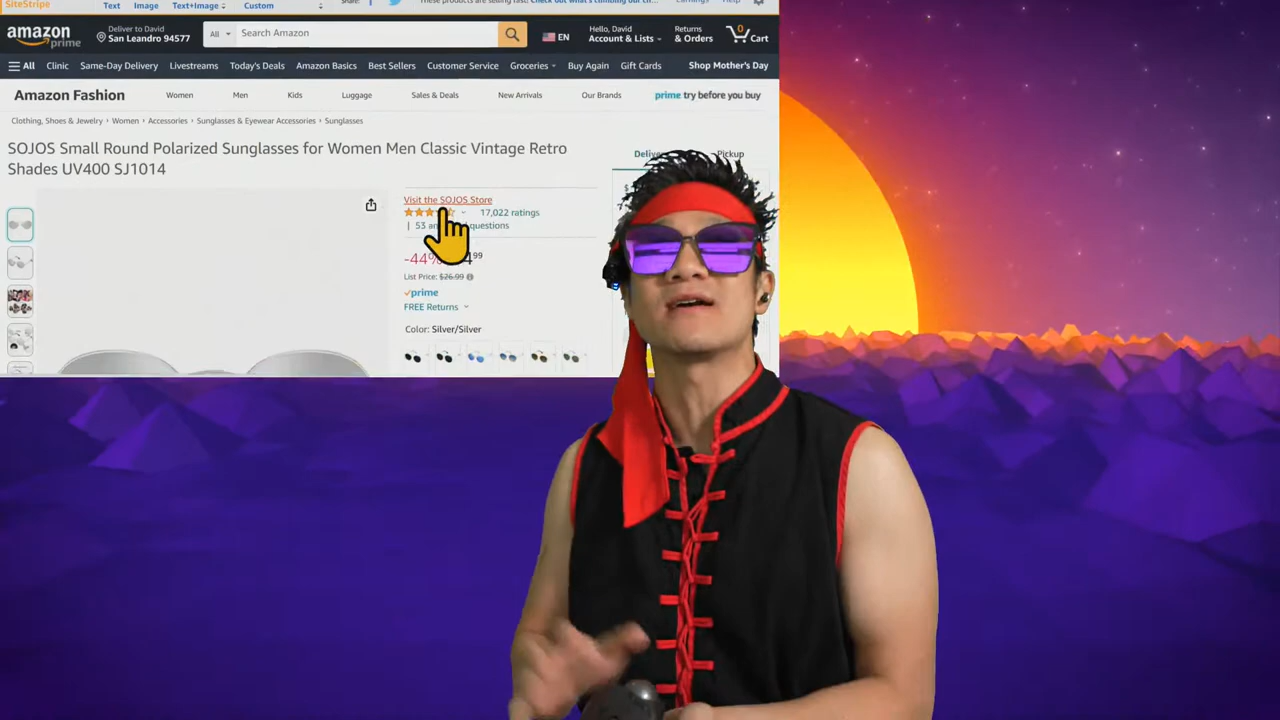 SiteStripe Text Image Text+Image Custom Share: Earnings Help
amazon prime
Deliver to David
San Leandro 94577
All Search Amazon
EN
Hello, David
Account & Lists
Returns
& Orders
0
Cart
All Clinic Same-Day Delivery Livestreams Today's Deals Amazon Basics Best Sellers Customer Service Groceries Buy Again Gift Cards Shop Mother's Day
Amazon Fashion Women Men Kids Luggage Sales & Deals New Arrivals Our Brands prime try before you buy
Clothing, Shoes & Jewelry › Women › Accessories › Sunglasses & Eyewear Accessories › Sunglasses
SOJOS Small Round Polarized Sunglasses for Women Men Classic Vintage Retro
Shades UV400 SJ1014
Pickup
Visit the SOJOS Store
17,022 ratings
| 53 questions
-44% 99
List Price: $26.99
prime
FREE Returns
Color: Silver/Silver